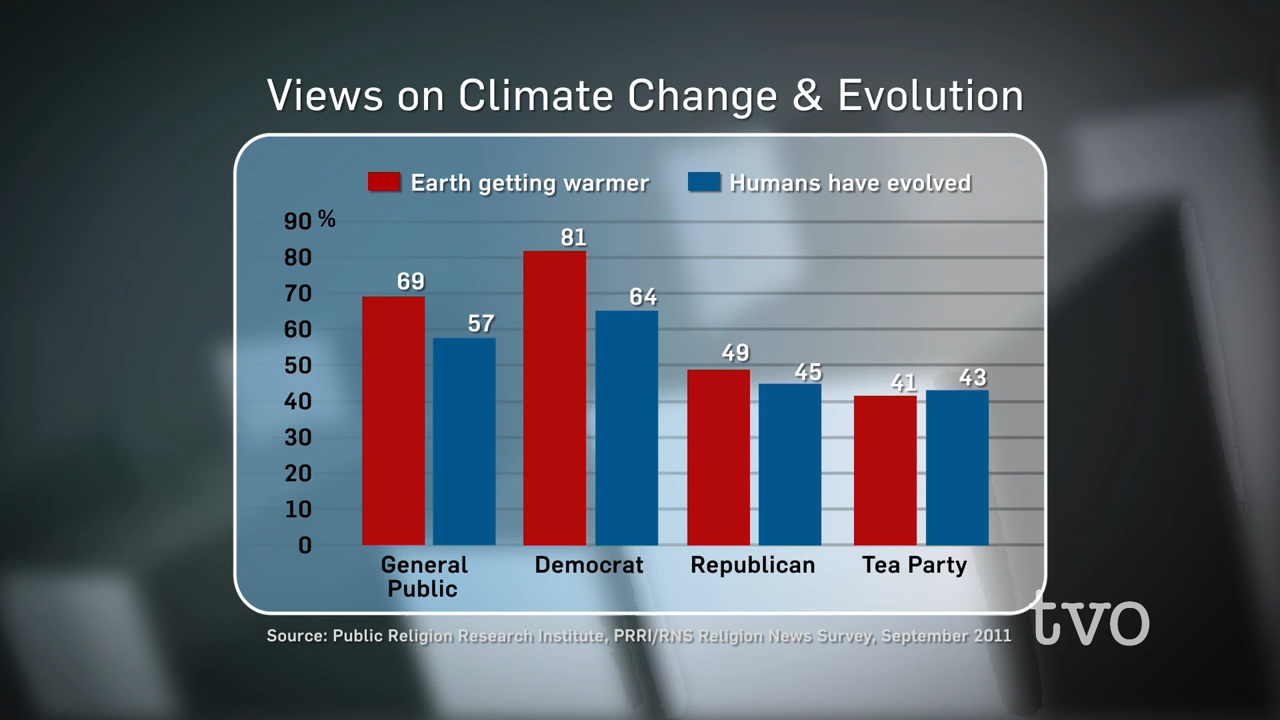 Views on Climate Change & Evolution
Earth getting warmer Humans have evolved
90 %
80
70
60
50
40
30
20
10
0
69 57 81 64 49 45 41 43
General Public Democrat Republican Tea Party
Source: Public Religion Research Institute, PRRI/RNS Religion News Survey, September 2011
tvo